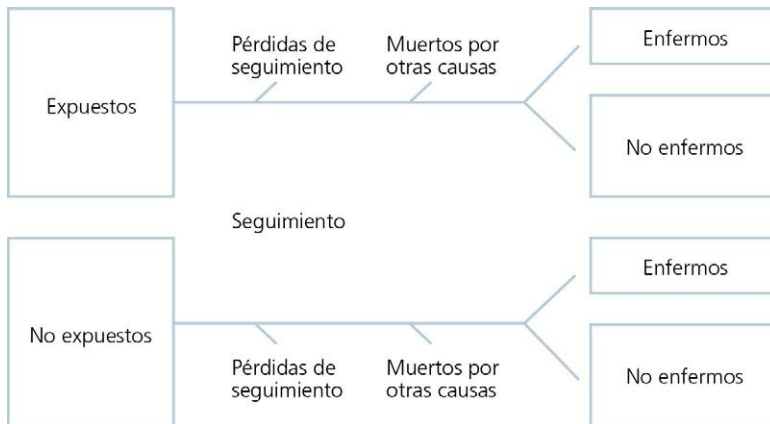 Pérdidas de
seguimiento
Muertos por
otras causas
Enfermos
Expuestos
No enfermos
Seguimiento
Enfermos
No expuestos
Pérdidas de
seguimiento
Muertos por
otras causas
No enfermos